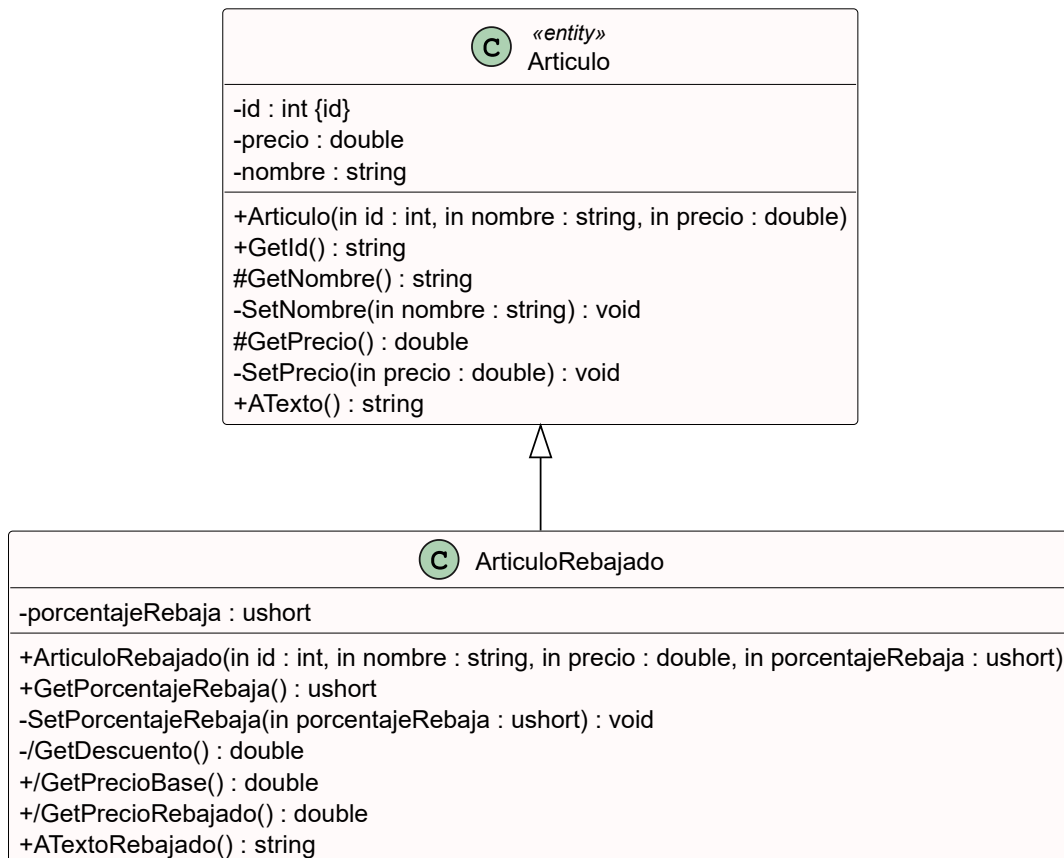 C «entity»
Articulo
-id : int {id}
-precio : double
-nombre : string
+Articulo(in id : int, in nombre : string, in precio : double)
+GetId() : string
#GetNombre() : string
-SetNombre(in nombre : string) : void
#GetPrecio() : double
-SetPrecio(in precio : double) : void
+ATexto() : string
C ArticuloRebajado
-porcentajeRebaja : ushort
+ArticuloRebajado(in id : int, in nombre : string, in precio : double, in porcentajeRebaja : ushort)
+GetPorcentajeRebaja() : ushort
-SetPorcentajeRebaja(in porcentajeRebaja : ushort) : void
-/GetDescuento() : double
+/GetPrecioBase() : double
+/GetPrecioRebajado() : double
+ATextoRebajado() : string